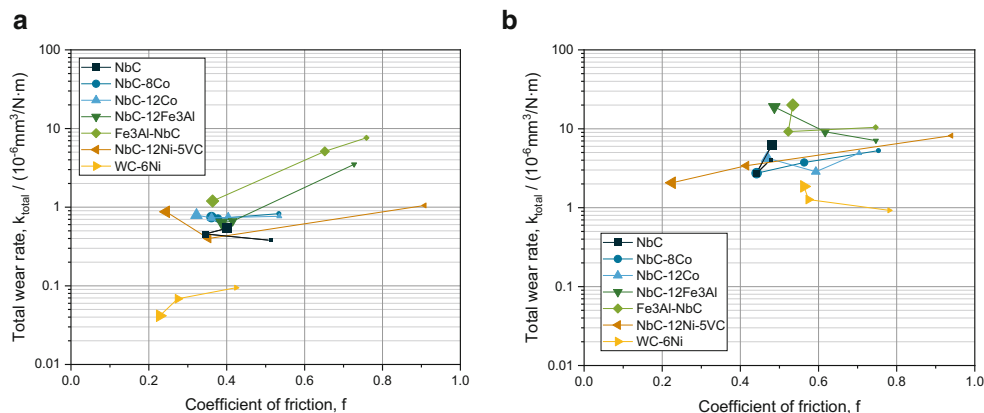 a
100
10
1
0.1
0.01
Total wear rate, k_total / (10⁻⁶mm³/N·m)
NbC
NbC-8Co
NbC-12Co
NbC-12Fe3Al
Fe3Al-NbC
NbC-12Ni-5VC
WC-6Ni
0.0 0.2 0.4 0.6 0.8 1.0
Coefficient of friction, f
b
100
10
1
0.1
0.01
Total wear rate, k_total / (10⁻⁶mm³/N·m)
NbC
NbC-8Co
NbC-12Co
NbC-12Fe3Al
Fe3Al-NbC
NbC-12Ni-5VC
WC-6Ni
0.0 0.2 0.4 0.6 0.8 1.0
Coefficient of friction, f